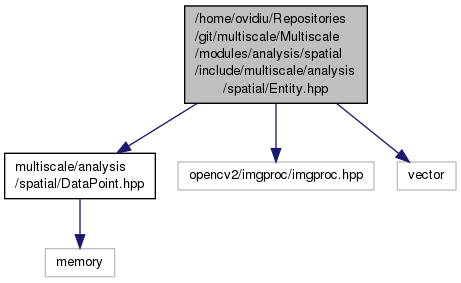 /home/ovidiu/Repositories
/git/multiscale/Multiscale
/modules/analysis/spatial
/include/multiscale/analysis
/spatial/Entity.hpp
multiscale/analysis
/spatial/DataPoint.hpp
opencv2/imgproc/imgproc.hpp
vector
memory